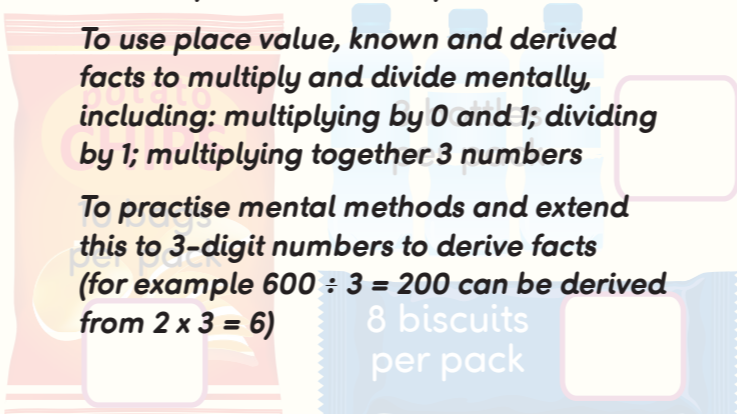 To use place value, known and derived
facts to multiply and divide mentally,
including: multiplying by 0 and 1; dividing
by 1; multiplying together 3 numbers
To practise mental methods and extend
this to 3-digit numbers to derive facts
(for example 600 ÷ 3 = 200 can be derived
from 2 x 3 = 6)
potato
CHIPS
10 bags
per pack
bottles
per pack
8 biscuits
per pack